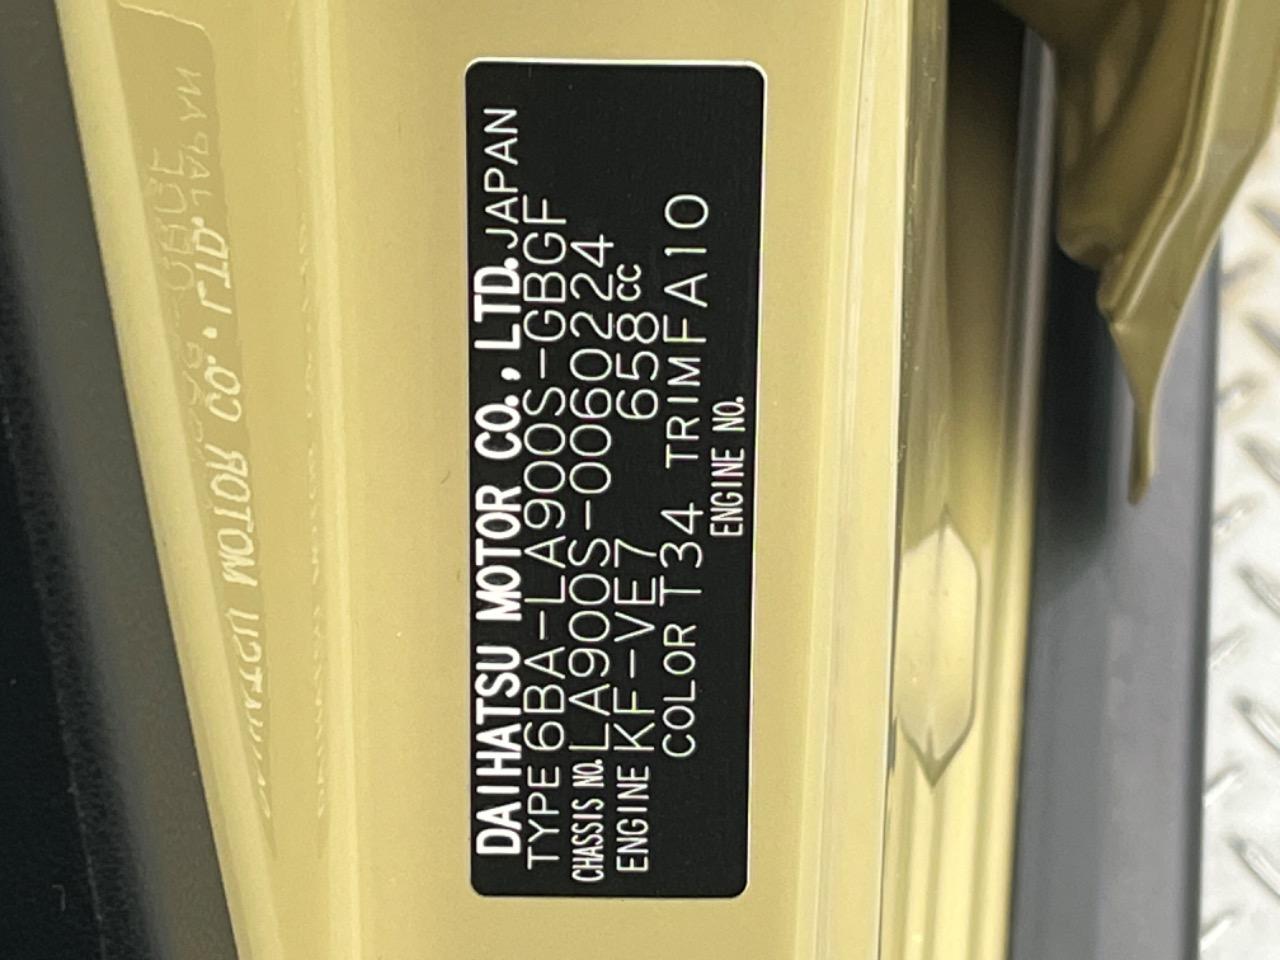 DAIHATSU MOTOR CO., LTD. JAPAN
TYPE 6BA-LA900S-GBGF
CHASSIS NO. LA900S-0060224
ENGINE KF-VE7 658cc
COLOR T34 TRIM FA10
ENGINE NO.